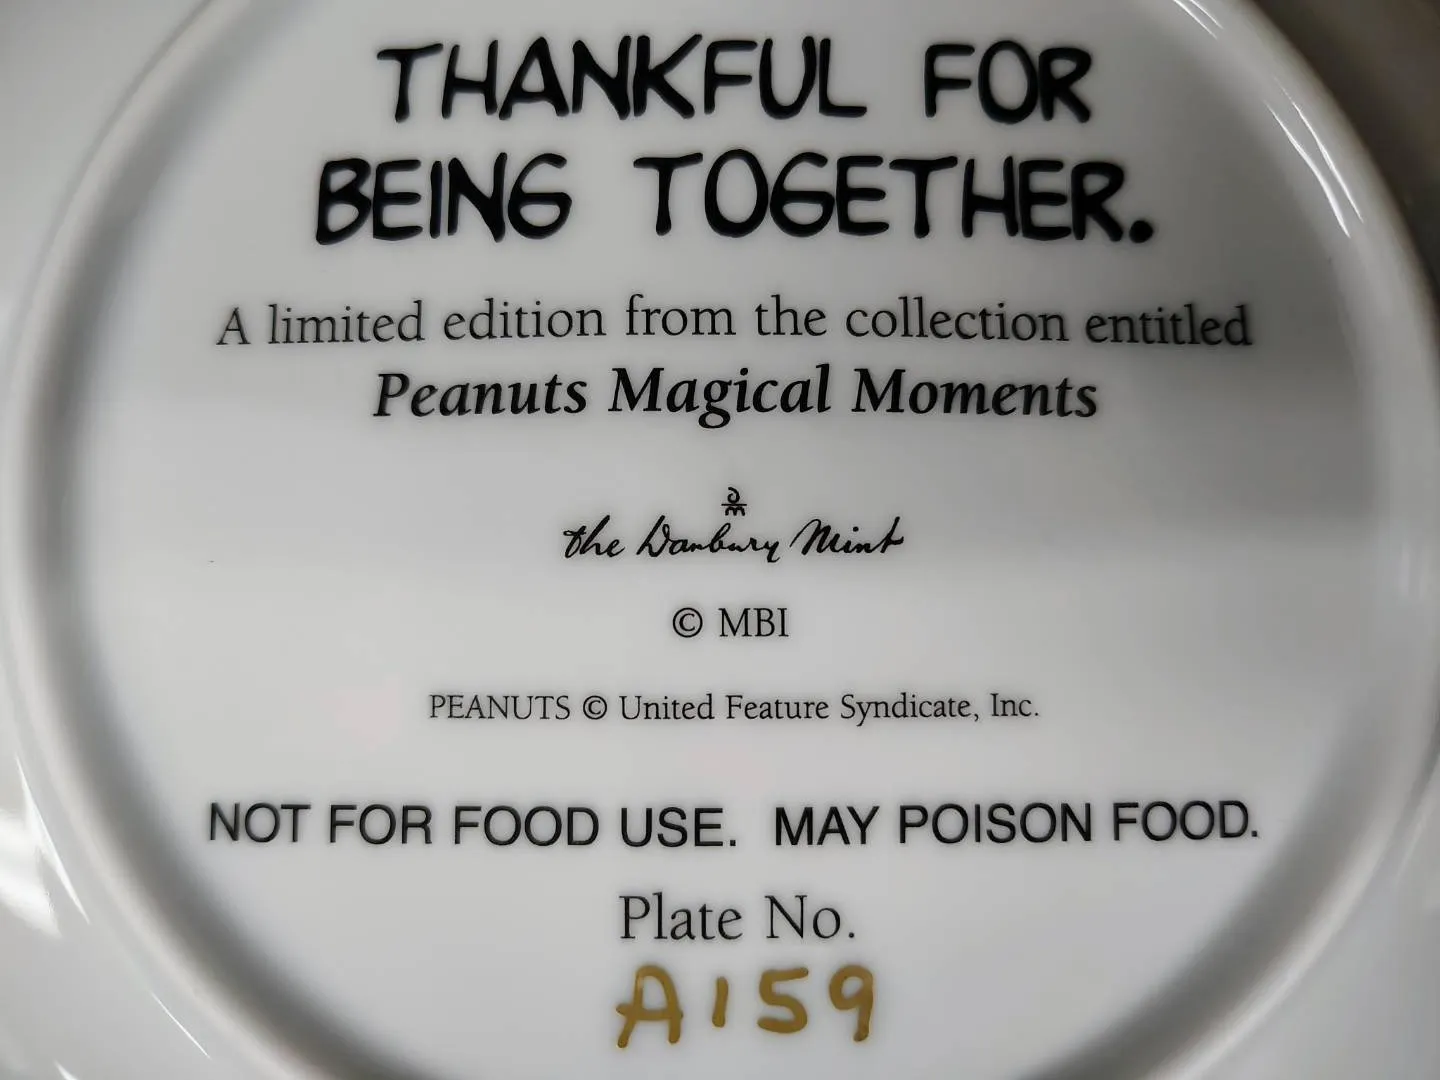 THANKFUL FOR
BEING TOGETHER.
A limited edition from the collection entitled
Peanuts Magical Moments
the Danbury Mint
© MBI
PEANUTS © United Feature Syndicate, Inc.
NOT FOR FOOD USE. MAY POISON FOOD.
Plate No.
A159